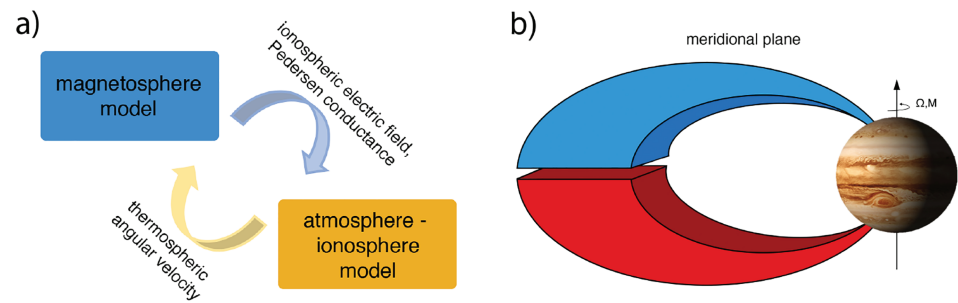 a)
magnetosphere
model
ionospheric electric field,
Pedersen conductance
thermospheric
angular velocity
atmosphere -
ionosphere
model
b)
meridional plane
Ω,M